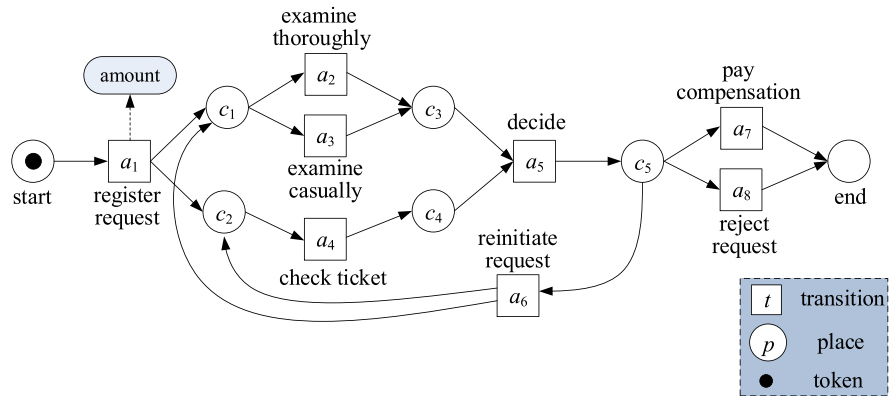 examine
thoroughly
amount
a2
pay
compensation
c1
c3
decide
a7
a3
start
a1
examine
casually
a5
c5
end
register
request
c2
c4
a8
a4
reinitiate
request
reject
request
check ticket
a6
t transition
p place
token